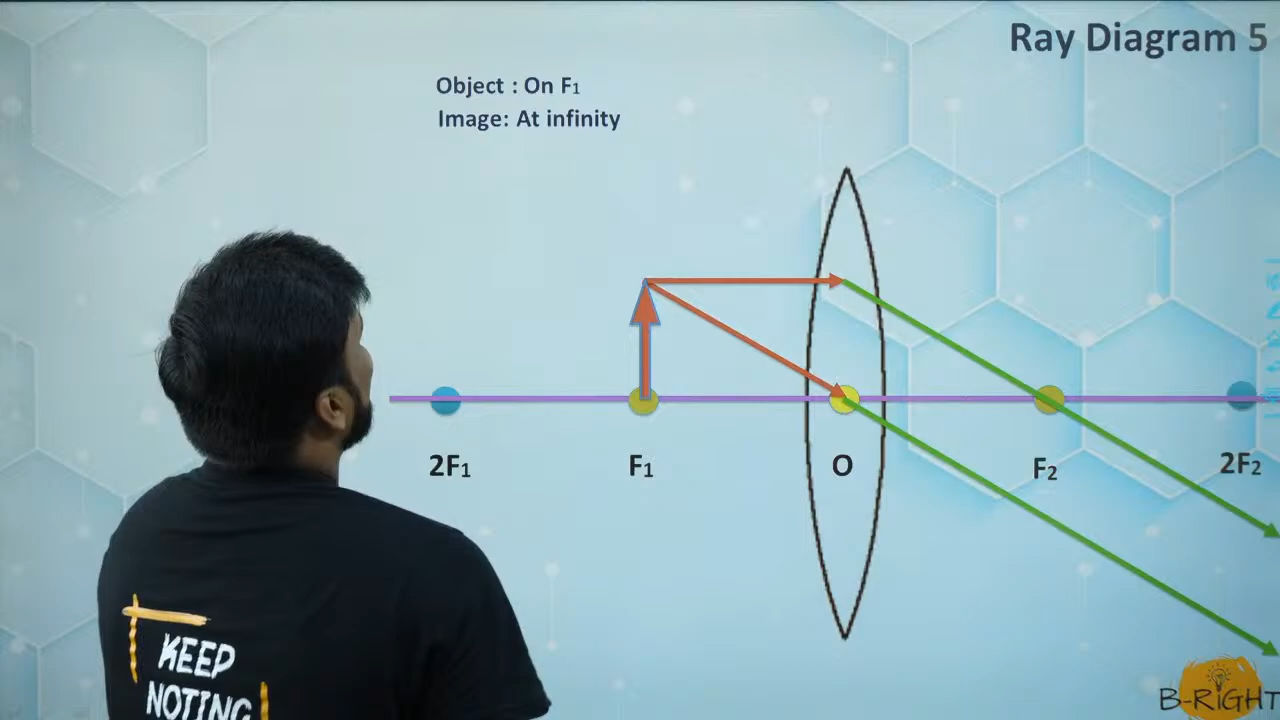 Ray Diagram 5
Object : On F₁
Image: At infinity
2F₁
F₁
O
F₂
2F₂
KEEP
NOTING
B-RIGHT